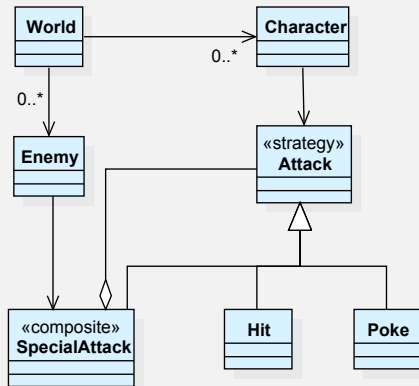 World
Character
0..*
0..*
Enemy
«strategy»
Attack
«composite»
SpecialAttack
Hit
Poke